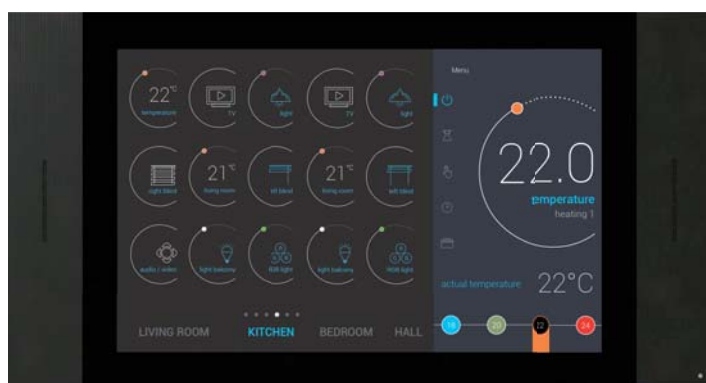 22°C
temperature
TV
light
TV
light
right blind
21°C
living room
left blind
21°C
living room
left blind
audio / video
light balcony
RGB light
light balcony
RGB light
LIVING ROOM
KITCHEN
BEDROOM
HALL
Menu
22.0
temperature
heating 1
actual temperature
22°C
18
20
22
24